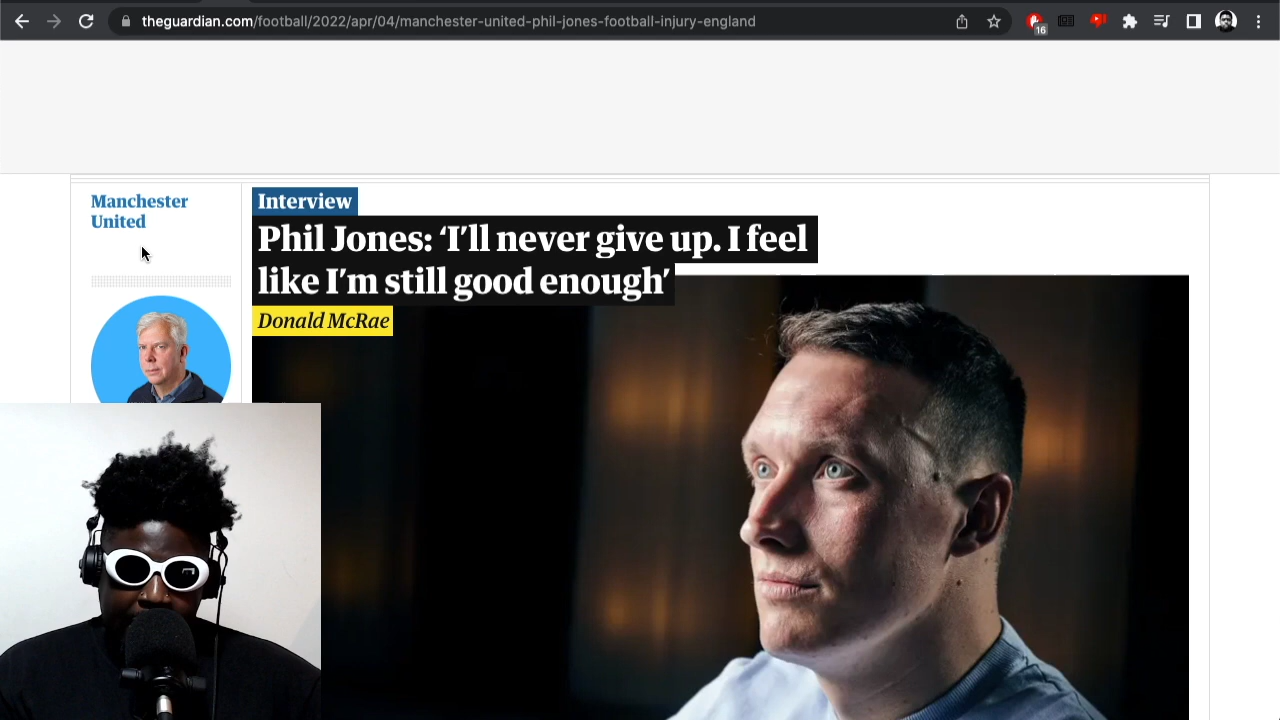 theguardian.com/football/2022/apr/04/manchester-united-phil-jones-football-injury-england
16
Manchester
United
Interview
Phil Jones: ‘I’ll never give up. I feel
like I’m still good enough’
Donald McRae